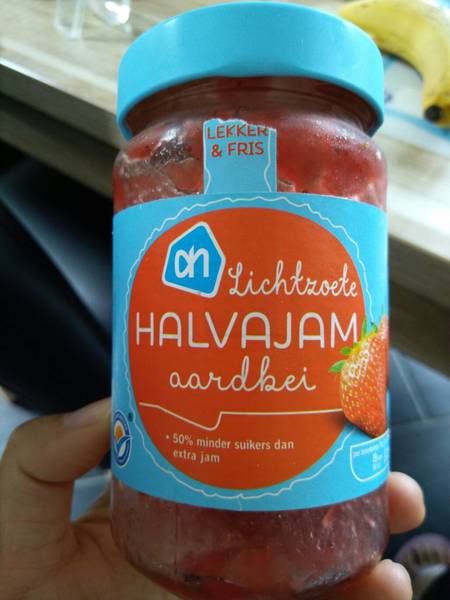 LEKKER
& FRIS
ah
Lichtzoete
HALVAJAM
aardbei
• 50% minder suikers dan
extra jam